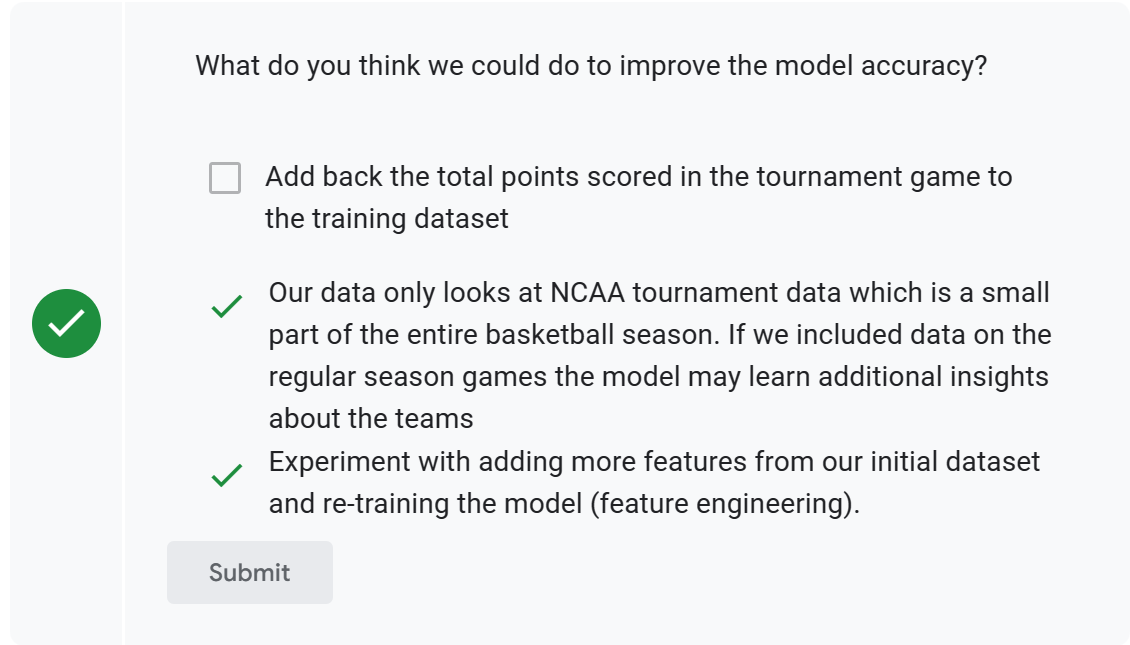 What do you think we could do to improve the model accuracy?
Add back the total points scored in the tournament game to
the training dataset
Our data only looks at NCAA tournament data which is a small
part of the entire basketball season. If we included data on the
regular season games the model may learn additional insights
about the teams
Experiment with adding more features from our initial dataset
and re-training the model (feature engineering).
Submit